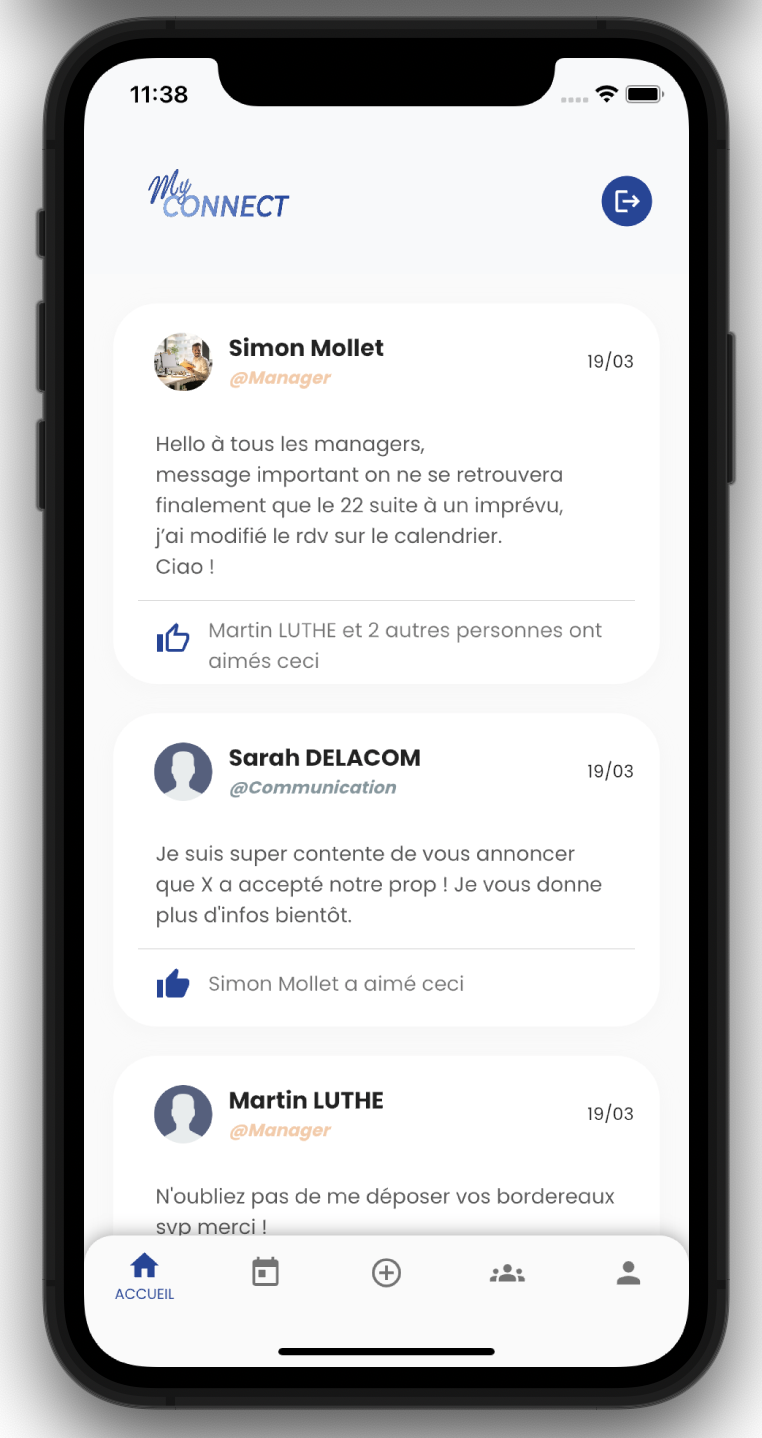 11:38
My
CONNECT
Simon Mollet
@Manager
19/03
Hello à tous les managers,
message important on ne se retrouvera
finalement que le 22 suite à un imprévu,
j'ai modifié le rdv sur le calendrier.
Ciao !
Martin LUTHE et 2 autres personnes ont
aimés ceci
Sarah DELACOM
@Communication
19/03
Je suis super contente de vous annoncer
que X a accepté notre prop ! Je vous donne
plus d'infos bientôt.
Simon Mollet a aimé ceci
Martin LUTHE
@Manager
19/03
N'oubliez pas de me déposer vos bordereaux
svp merci !
ACCUEIL